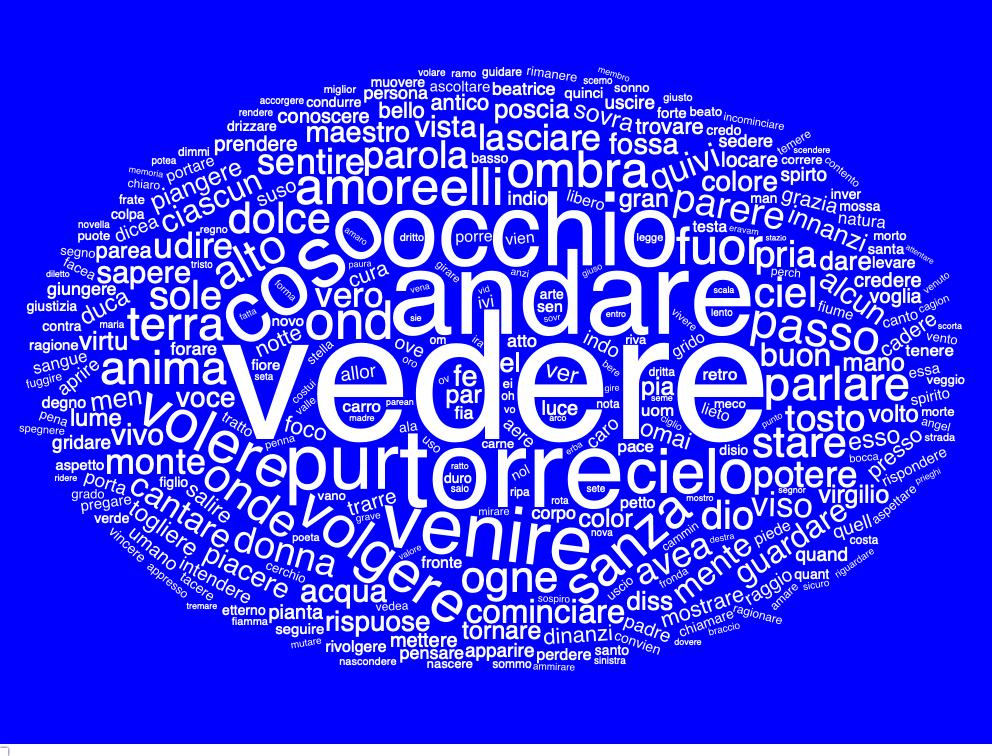 volare ramo guidare rimanere membro
muovere ascoltare scemo
miglior persona beatrice quinci sonno
accorgere condurre bello antico poscia sovra uscire giusto
rendere conoscere forte beato incominciare
drizzare maestro vista lasciare fossa trovare credo
dimmi prendere sedere temere
potea sentire parola basso ombra quivi locare correre scendere
memoria portare contento
chiaro piangere ciascun suso amoreelli indio libero gran colore spirto
frate man grazia inver
colpa dicea dolce occhio parere innanzi mossa
novella regno amaro dritto porre vien legge testa eravam natura
puote parea udire alto coso fuor stazio pria morto
segno tristo paura cura girare anzi giuso perch dare santa attentare
facea sapere levare
diletto giungere forma vero vena vid ivi arte andare scala ciel alcun credere venuto
giustizia duca sole sen voglia
fatta novo ond sie sovr entro lento fiume canto cagion
contra maria terra notte vivere passo cadere scorta
ragione virtu forare stella ove om ira atto indo riva grido buon vento
sangue aprire anima fiore oro el bere mano tenere
fuggire seta costui allor ov fe ei ver gire dritta pia retro parlare essa veggio
degno men voce valle carro parean par oh luce nota seme meco spirito
pena lume volere tratto madre fia vo arco uom lieto tosto volto morte
spegnere foco ala aere caro ciglio omai punto angel
gridare vivo penna uso carne erba pace disio stare esso strada
aspetto monte vedere bocca presso
ridere porta figlio onde pur torre ratto duro saio nol sete cielo potere rispondere
grado salire vano trarre ripa rota petto mostro segnor virgilio prieghi
pregare cantare grave mirare corpo color dio viso aspettare
verde togliere poeta volgere venire nova sanza cammin piede guardare quell
vincere umano donna valore destra costa
appresso piacere cerchio fronte avea mente quand riguardare
intendere ogne uscio fronda raggio quant sicuro
tacere acqua sospiro diss amare
tremare etterno pianta vedea cominciare mostrare
fiamma seguire rispuose tornare dinanzi padre chiamare ragionare
mutare rivolgere mettere convien braccio
pensare apparire perdere santo dovere
nascondere nascere sommo ammirare sinistra